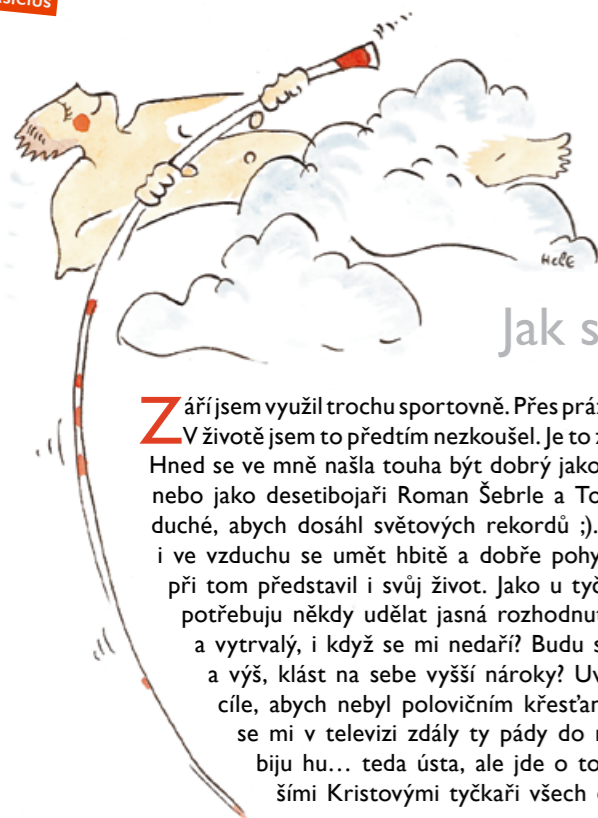 HelE
Jak s
Září jsem využil trochu sportovně. Přes prá
V životě jsem to předtím nezkoušel. Je to
Hned se ve mně našla touha být dobrý jako
nebo jako desetibojaři Roman Šebrle a To
duché, abych dosáhl světových rekordů ;).
i ve vzduchu se umět hbitě a dobře pohy
při tom představil i svůj život. Jako u tyč
potřebuju někdy udělat jasná rozhodnut
a vytrvalý, i když se mi nedaří? Budu s
a výš, klást na sebe vyšší nároky? Uv
cíle, abych nebyl polovičním křesťan
se mi v televizi zdály ty pády do
biju hu… teda ústa, ale jde o to
šími Kristovými tyčkaři všech